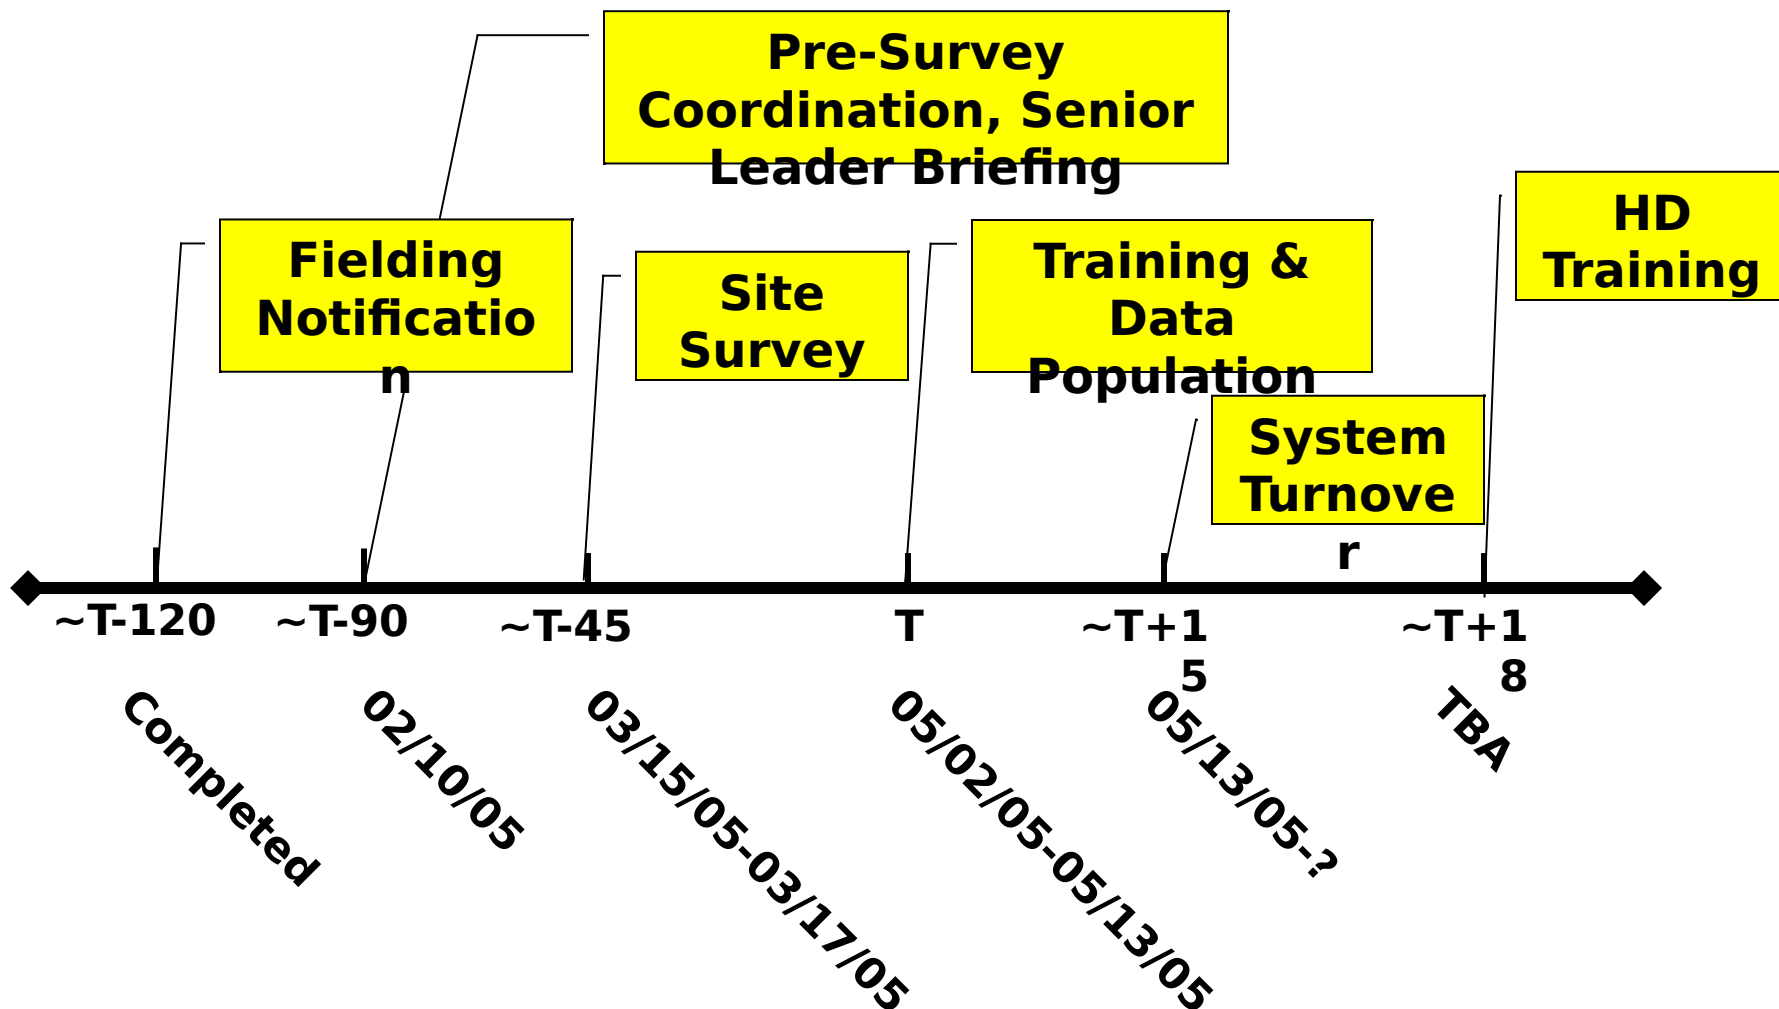 Pre-Survey
Coordination, Senior
Leader Briefing
HD
Training
Fielding
Notificatio
n
Site
Survey
Training &
Data
Population
System
Turnove
r
~T-120
~T-90
~T-45
T
~T+1
5
~T+1
8
Completed
02/10/05
03/15/05-03/17/05
05/02/05-05/13/05
05/13/05-?
TBA